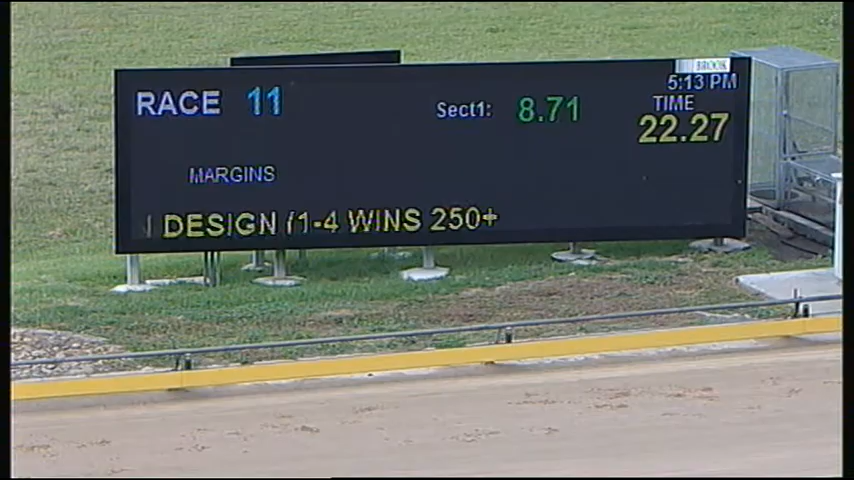 BROOK
5:13 PM
RACE 11 Sect1: 8.71 TIME
22.27
MARGINS
DESIGN (1-4 WINS 250+